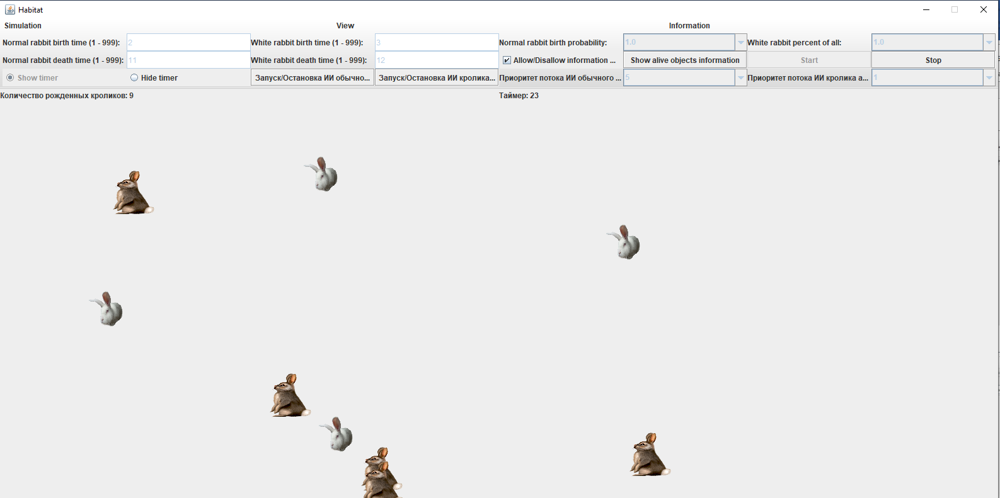 Habitat
Simulation View Information
Normal rabbit birth time (1 - 999): 2 White rabbit birth time (1 - 999): 3 Normal rabbit birth probability: 1.0 White rabbit percent of all: 1.0
Normal rabbit death time (1 - 999): 11 White rabbit death time (1 - 999): 12 Allow/Disallow information ... Show alive objects information Start Stop
Show timer Hide timer Запуск/Остановка ИИ обычно... Запуск/Остановка ИИ кролика... Приоритет потока ИИ обычного ... 5 Приоритет потока ИИ кролика а... 1
Количество рожденных кроликов: 9 Таймер: 23